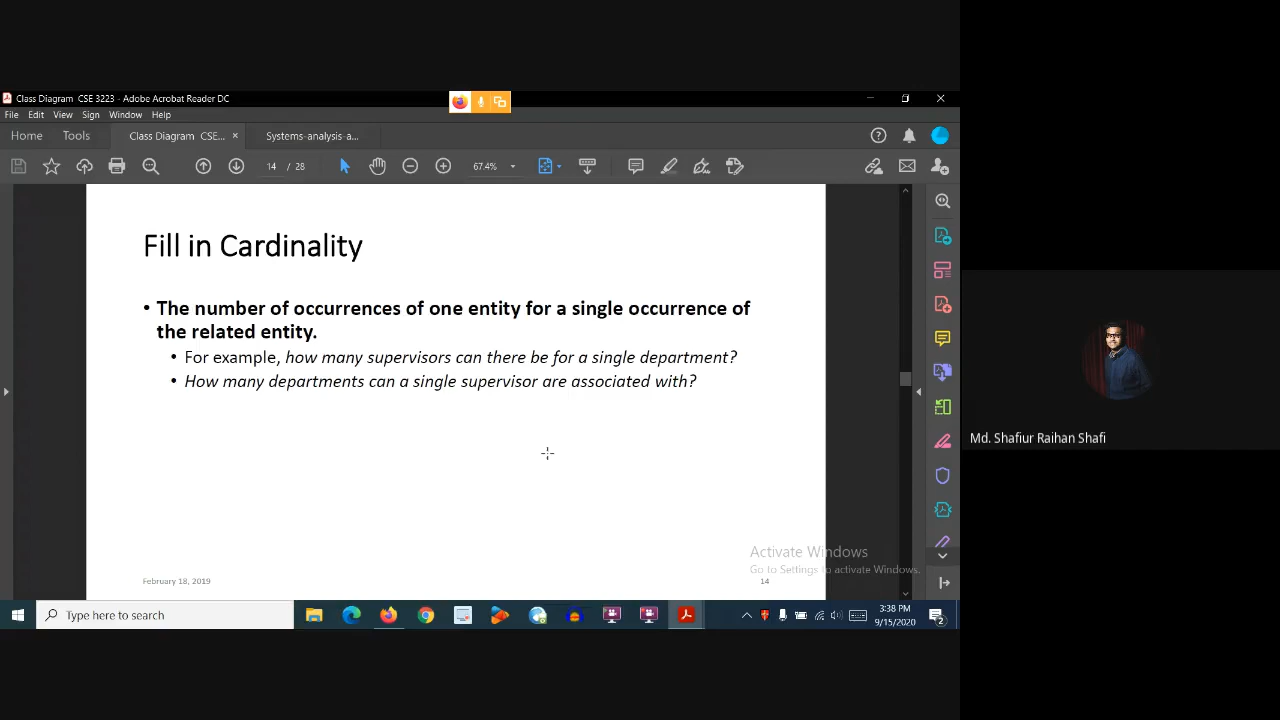 Class Diagram CSE 3223 - Adobe Acrobat Reader DC
File Edit View Sign Window Help
Home Tools Class Diagram CSE... × Systems-analysis-a...
14 / 28 67.4%
Fill in Cardinality
• The number of occurrences of one entity for a single occurrence of
the related entity.
• For example, how many supervisors can there be for a single department?
• How many departments can a single supervisor are associated with?
Md. Shafiur Raihan Shafi
Activate Windows
Go to Settings to activate Windows.
February 18, 2019 14
Type here to search
3:38 PM
9/15/2020
2